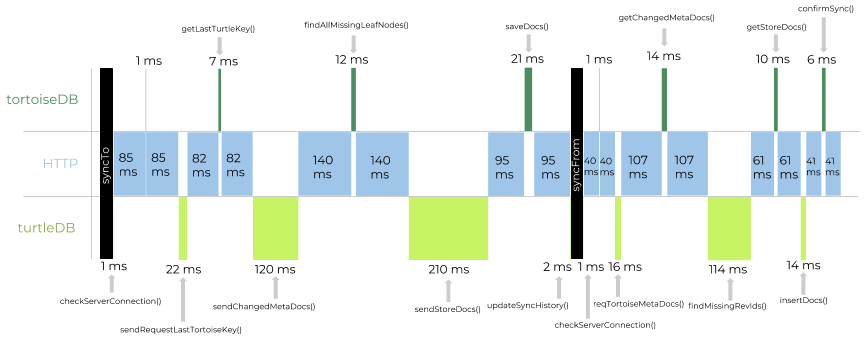 confirmSync()
getLastTurtleKey()
findAllMissingLeafNodes()
saveDocs()
getChangedMetaDocs()
getStoreDocs()
1 ms
7 ms
12 ms
21 ms
1 ms
14 ms
10 ms
6 ms
tortoiseDB
HTTP
turtleDB
syncTo
85
ms
85
ms
82
ms
82
ms
140
ms
140
ms
95
ms
95
ms
syncFrom
40
ms
40
ms
107
ms
107
ms
61
ms
61
ms
41
ms
41
ms
1 ms
22 ms
120 ms
210 ms
2 ms
1 ms
16 ms
114 ms
14 ms
checkServerConnection()
sendRequestLastTortoiseKey()
sendChangedMetaDocs()
sendStoreDocs()
updateSyncHistory()
checkServerConnection()
reqTortoiseMetaDocs()
findMissingRevIds()
insertDocs()